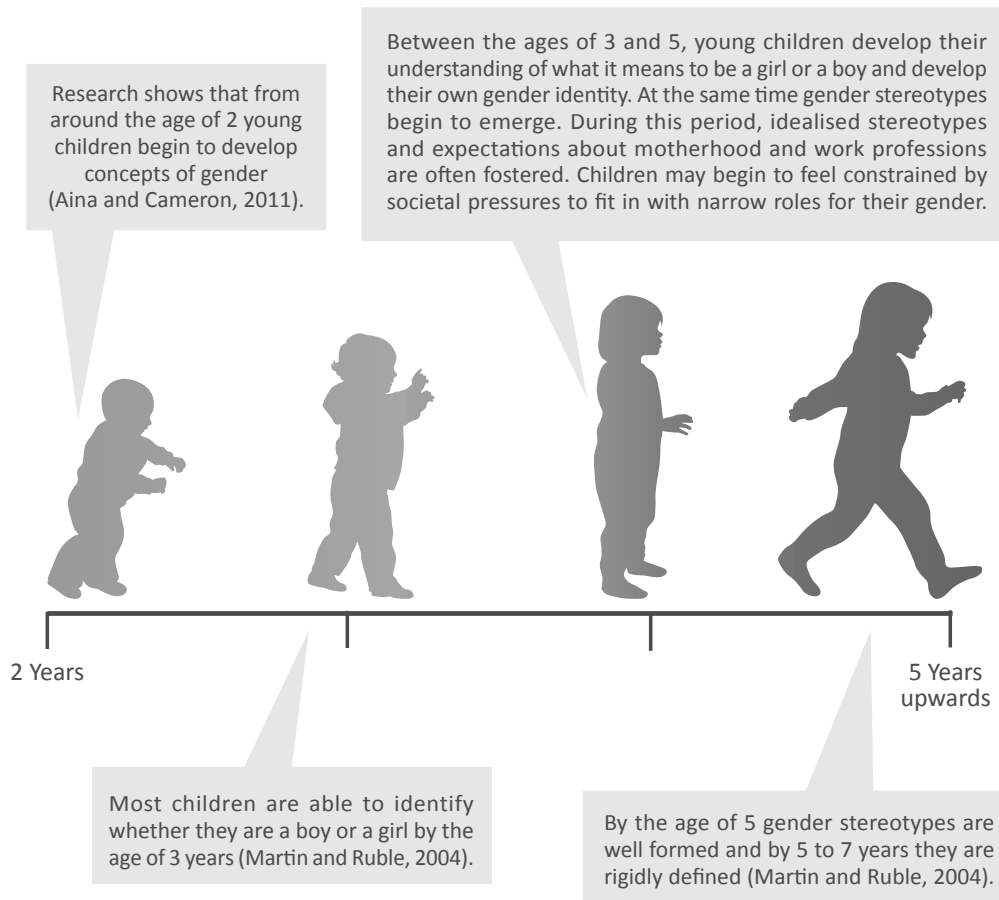 Research shows that from
around the age of 2 young
children begin to develop
concepts of gender
(Aina and Cameron, 2011).
Between the ages of 3 and 5, young children develop their
understanding of what it means to be a girl or a boy and develop
their own gender identity. At the same time gender stereotypes
begin to emerge. During this period, idealised stereotypes
and expectations about motherhood and work professions
are often fostered. Children may begin to feel constrained by
societal pressures to fit in with narrow roles for their gender.
2 Years
5 Years
upwards
Most children are able to identify
whether they are a boy or a girl by the
age of 3 years (Martin and Ruble, 2004).
By the age of 5 gender stereotypes are
well formed and by 5 to 7 years they are
rigidly defined (Martin and Ruble, 2004).